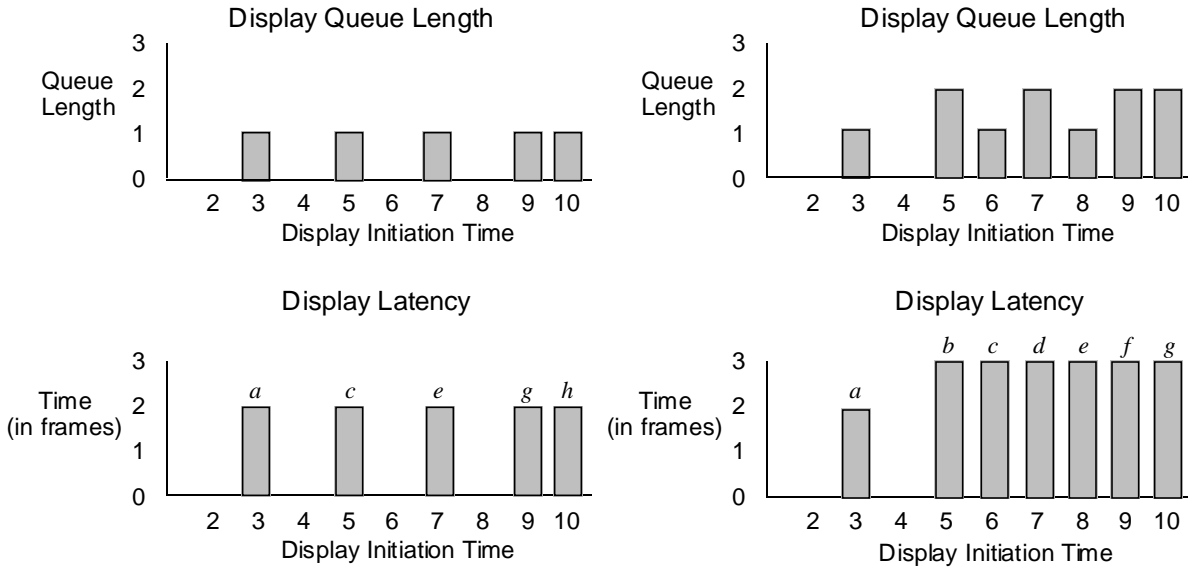 Display Queue Length
3
2
1
0
Queue
Length
2 3 4 5 6 7 8 9 10
Display Initiation Time
Display Queue Length
3
2
1
0
Queue
Length
2 3 4 5 6 7 8 9 10
Display Initiation Time
Display Latency
3
2
1
0
Time
(in frames)
a c e g h
2 3 4 5 6 7 8 9 10
Display Initiation Time
Display Latency
3
2
1
0
Time
(in frames)
a b c d e f g
2 3 4 5 6 7 8 9 10
Display Initiation Time